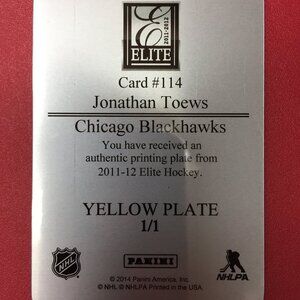 2011-2012
E
ELITE
Card #114
Jonathan Toews
Chicago Blackhawks
You have received an
authentic printing plate from
2011-12 Elite Hockey.
YELLOW PLATE
1/1
PANINI
NHL
NHLPA
© 2014 Panini America, Inc.
© NHL © NHLPA Printed in the USA.